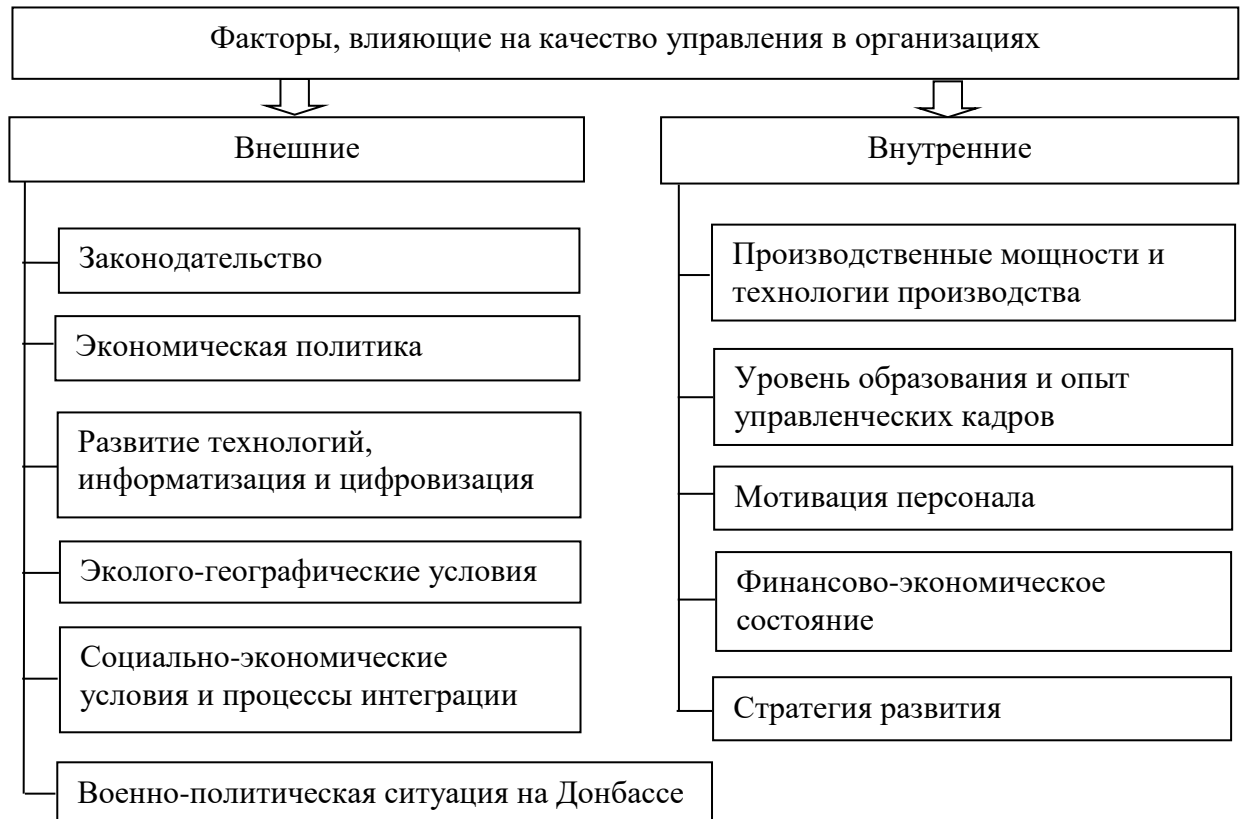 Факторы, влияющие на качество управления в организациях
Внешние
Законодательство
Экономическая политика
Развитие технологий,
информатизация и цифровизация
Эколого-географические условия
Социально-экономические
условия и процессы интеграции
Военно-политическая ситуация на Донбассе
Внутренние
Производственные мощности и
технологии производства
Уровень образования и опыт
управленческих кадров
Мотивация персонала
Финансово-экономическое
состояние
Стратегия развития